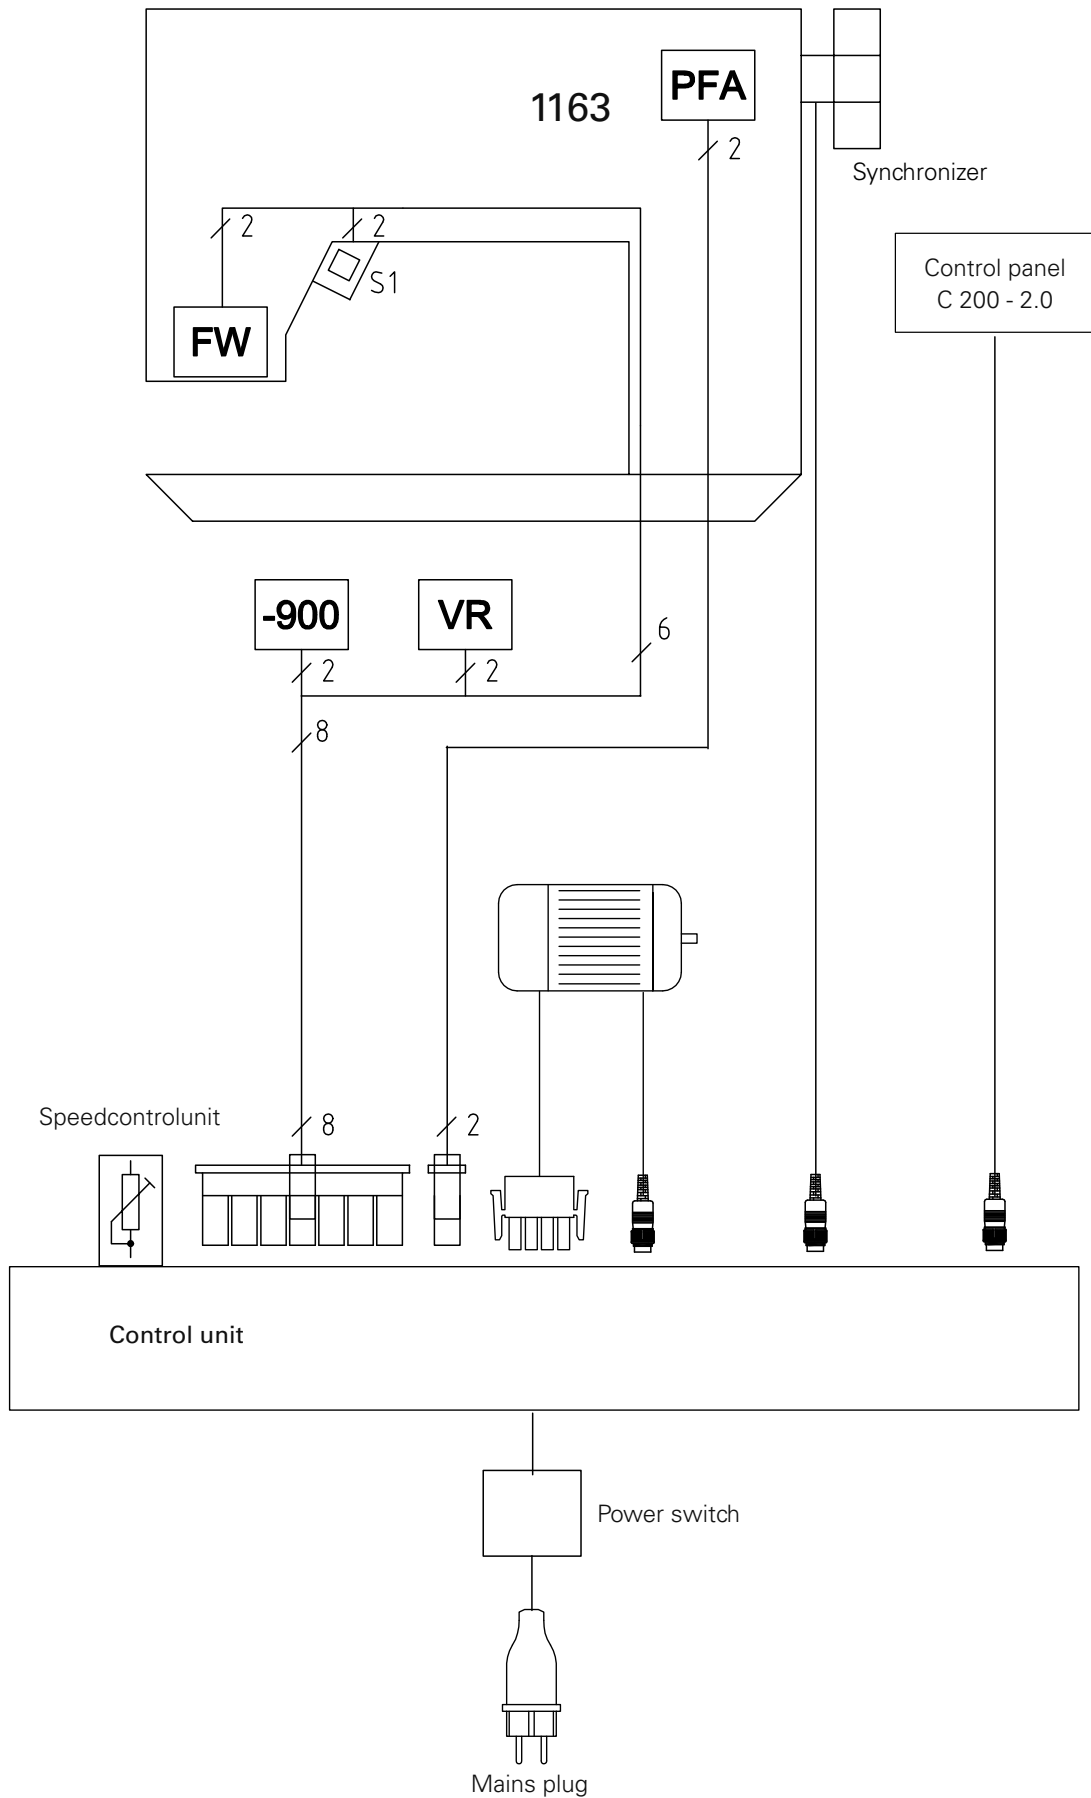 PFA
1163
2
Synchronizer
2
2
S1
Control panel
C 200 - 2.0
FW
-900
VR
6
2
2
8
Speedcontrolunit
8
2
Control unit
Power switch
Mains plug